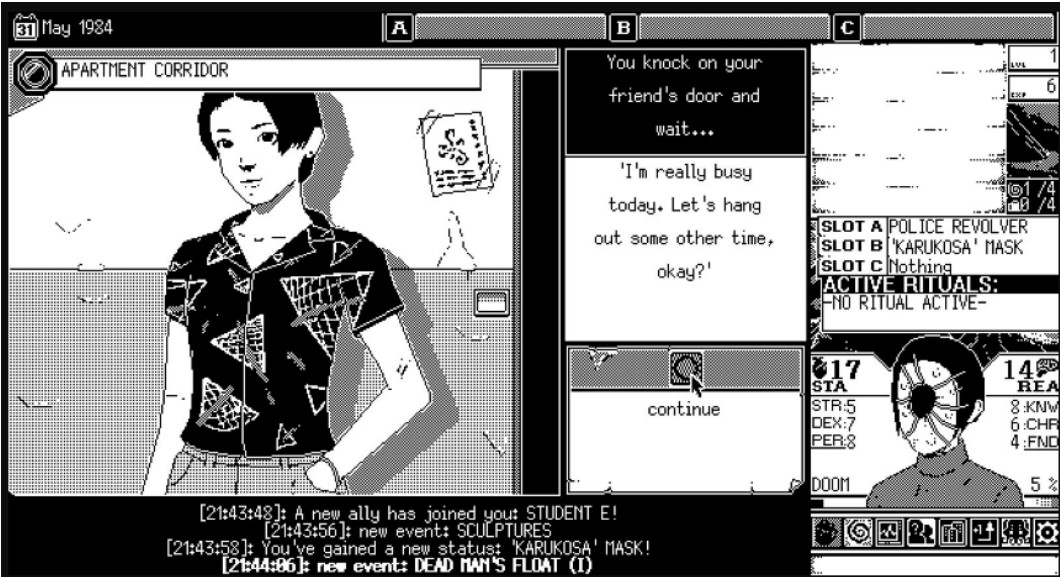 31 May 1984
A
B
C
APARTMENT CORRIDOR
You knock on your
friend's door and
wait...
'I'm really busy
today. Let's hang
out some other time,
okay?'
continue
LVL 1
EXP 6
1/4
0/4
SLOT A POLICE REVOLVER
SLOT B 'KARUKOSA' MASK
SLOT C Nothing
ACTIVE RITUALS:
-NO RITUAL ACTIVE-
17 STA
14 REA
STR:5
DEX:7
PER:8
8:KNW
6:CHR
4:FND
DOOM 5 %
[21:43:48]: A new ally has joined you: STUDENT E!
[21:43:56]: new event: SCULPTURES
[21:43:58]: You've gained a new status: 'KARUKOSA' MASK!
[21:44:06]: new event: DEAD MAN'S FLOAT (I)